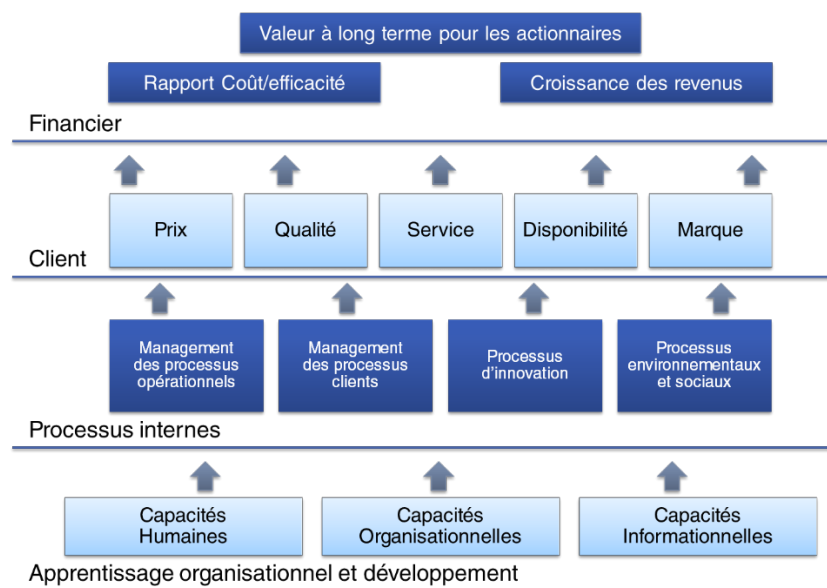 Valeur à long terme pour les actionnaires
Rapport Coût/efficacité
Croissance des revenus
Financier
Prix
Qualité
Service
Disponibilité
Marque
Client
Management
des processus
opérationnels
Management
des processus
clients
Processus
d'innovation
Processus
environnementaux
et sociaux
Processus internes
Capacités
Humaines
Capacités
Organisationnelles
Capacités
Informationnelles
Apprentissage organisationnel et développement